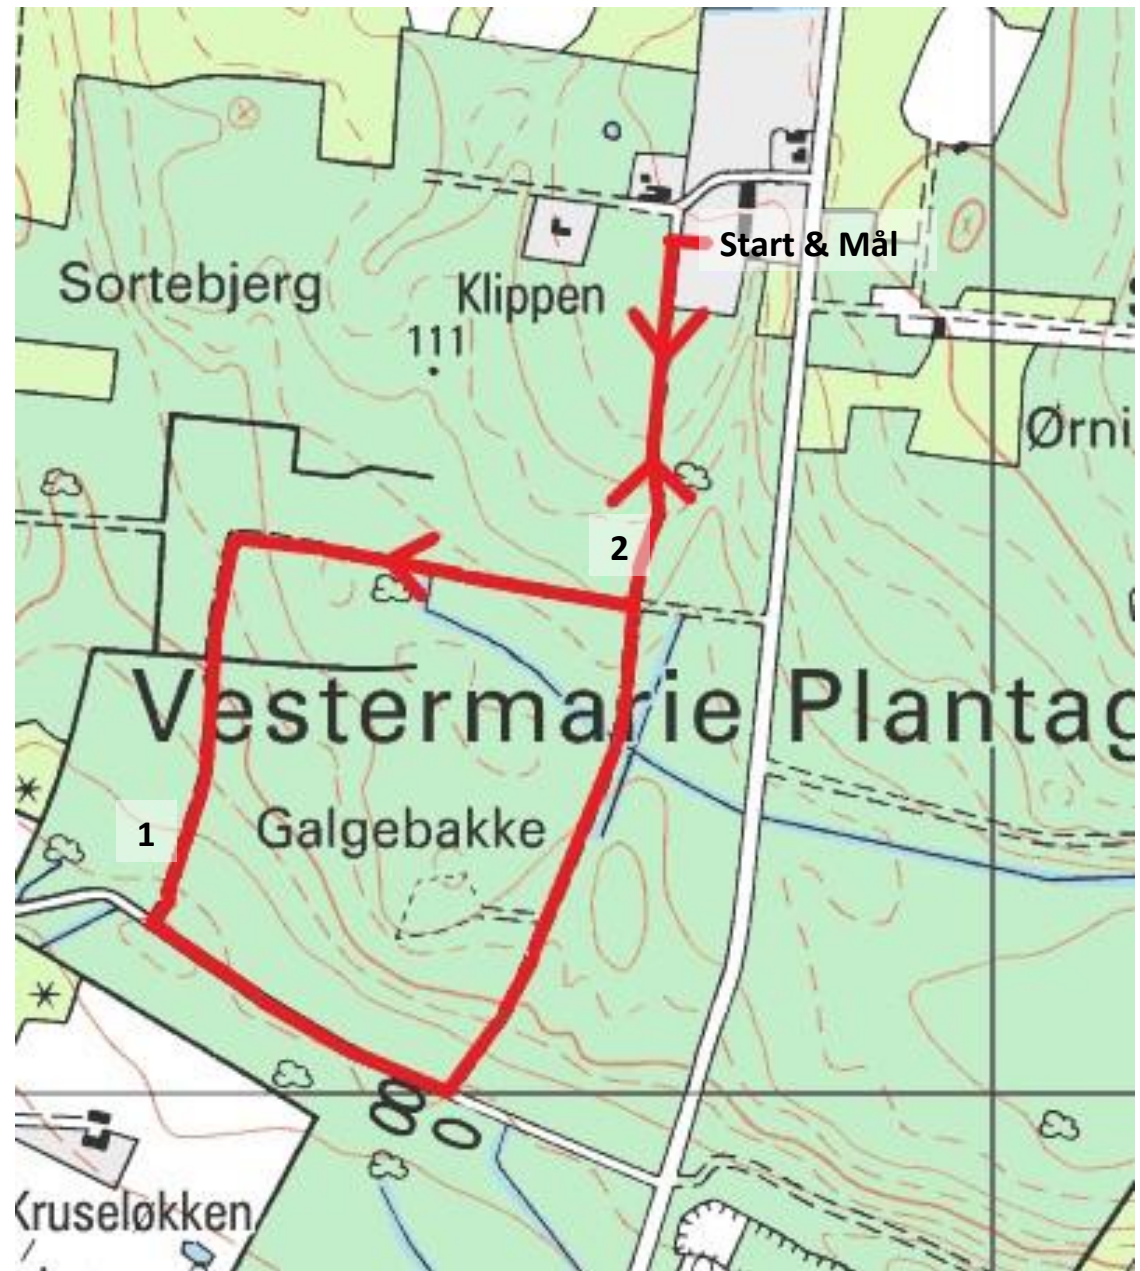 Start & Mål
Sortebjerg
Klippen
111
Ørni
2
Vestermarie Plantag
1
Galgebakke
Kruseløkken